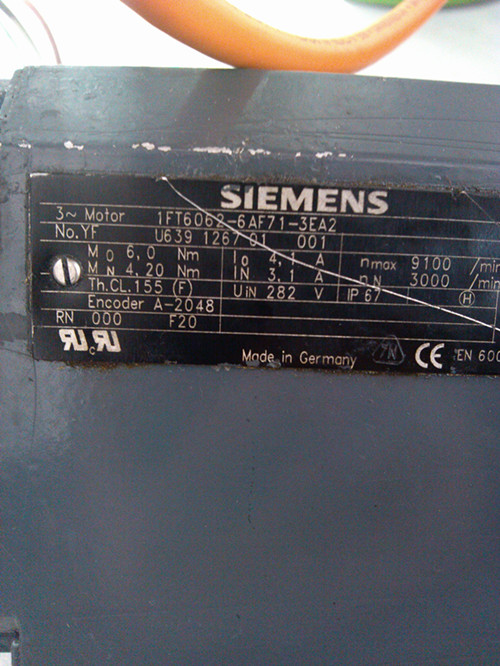 SIEMENS
3~ Motor 1FT6062-6AF71-3EA2
No.YF U639 1267 01 001
M0 6,0 Nm I0 4, A nmax 9100 /min
MN 4,20 Nm IN 3,1 A nN 3000 /min
Th.CL.155 (F) UiN 282 V IP 67 H
Encoder A-2048
RN 000 F20
Made in Germany CE EN 600